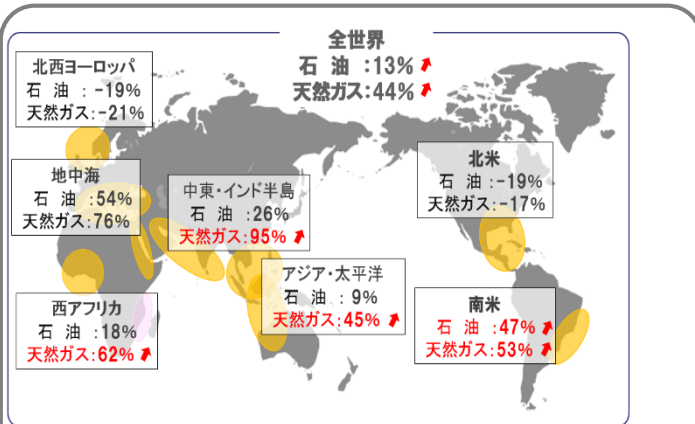 全世界
石 油 :13%
天然ガス:44%
北西ヨーロッパ
石 油 : -19%
天然ガス:-21%
地中海
石 油 : 54%
天然ガス: 76%
中東・インド半島
石 油 : 26%
天然ガス: 95%
北米
石 油 : -19%
天然ガス: -17%
アジア・太平洋
石 油 : 9%
天然ガス: 45%
西アフリカ
石 油 :18%
天然ガス:62%
南米
石 油 : 47%
天然ガス: 53%